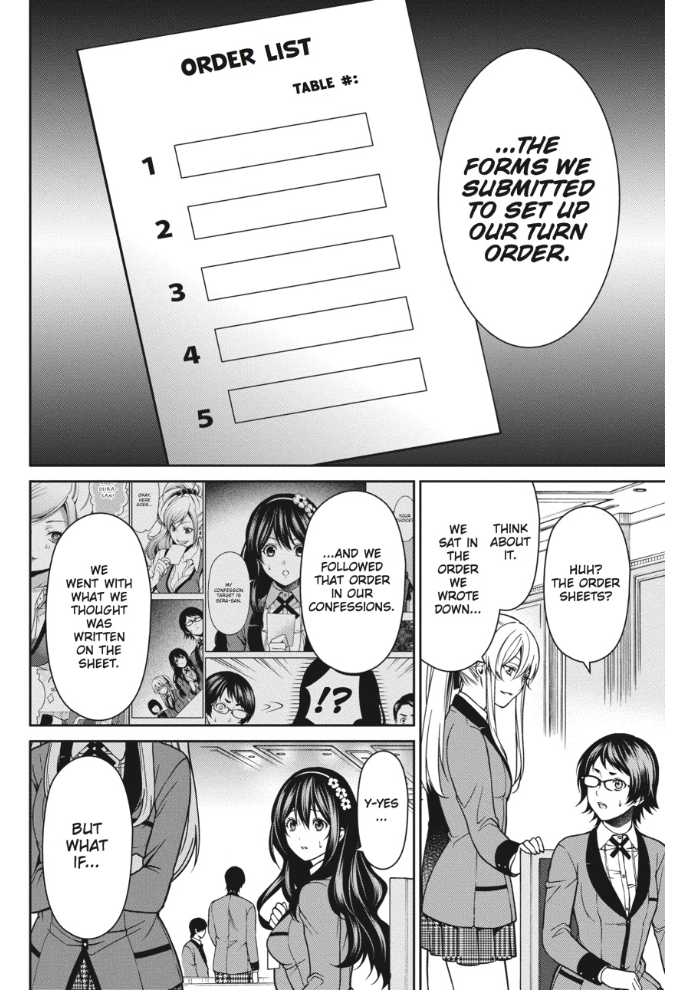 ORDER LIST
TABLE #:
1
2
3
4
5
...THE
FORMS WE
SUBMITTED
TO SET UP
OUR TURN
ORDER.
HUH?
THE ORDER
SHEETS?
THINK
ABOUT
IT.
WE
SAT IN
THE
ORDER
WE
WROTE
DOWN...
...AND WE
FOLLOWED
THAT ORDER
IN OUR
CONFESSIONS.
MY
CONFESSION
TARGET IS
SERA-SAN.
!?
OKAY,
HERE
GOES...
WE
WENT WITH
WHAT WE
THOUGHT
WAS
WRITTEN
ON THE
SHEET.
Y-YES
...
BUT
WHAT
IF...